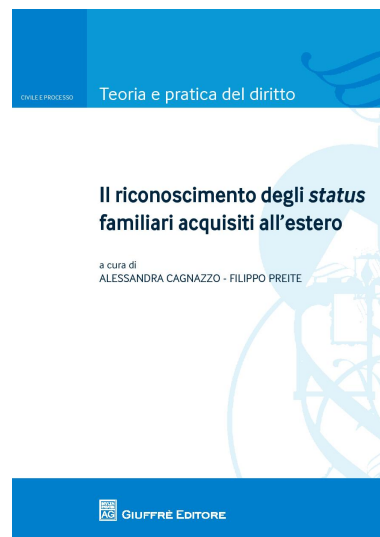 CIVILE E PROCESSO
Teoria e pratica del diritto
Il riconoscimento degli status
familiari acquisiti all'estero
a cura di
ALESSANDRA CAGNAZZO - FILIPPO PREITE
AG GIUFFRÈ EDITORE